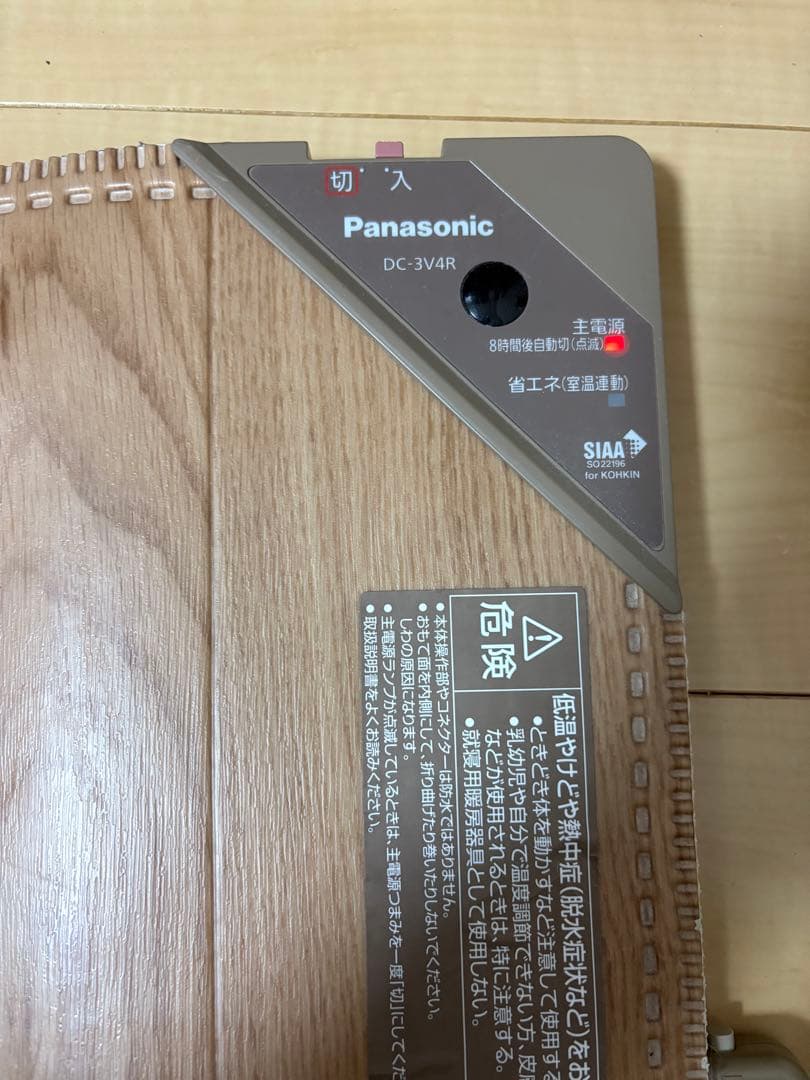 切 入
Panasonic
DC-3V4R
主電源
8時間後自動切(点滅)
省エネ(室温連動)
SIAA
SO22196
for KOHKIN
危険
低温やけどや熱中症(脱水症状など)をお
•ときどき体を動かすなど注意して使用する
•乳幼児や自分で温度調節できない方、皮膚
などが使用されるときは、特に注意する。
•就寝用暖房器具として使用しない。
•本体操作部やコネクターは防水ではありません。
•おもて面を内側にして、折り曲げたり巻いたりしないでください。
しわの原因になります。
•主電源ランプが点滅しているときは、主電源つまみを一度「切」にしてくだ
•取扱説明書をよくお読みください。